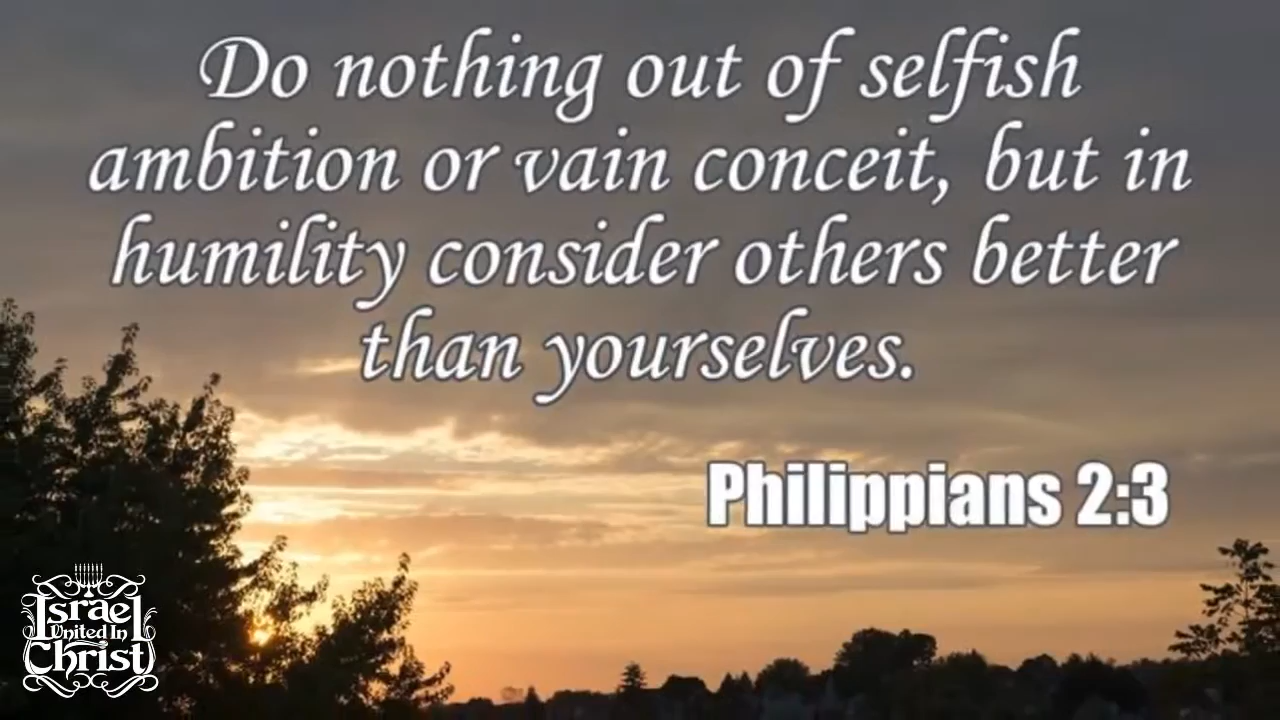 Do nothing out of selfish
ambition or vain conceit, but in
humility consider others better
than yourselves.
Philippians 2:3
Israel
United In
Christ